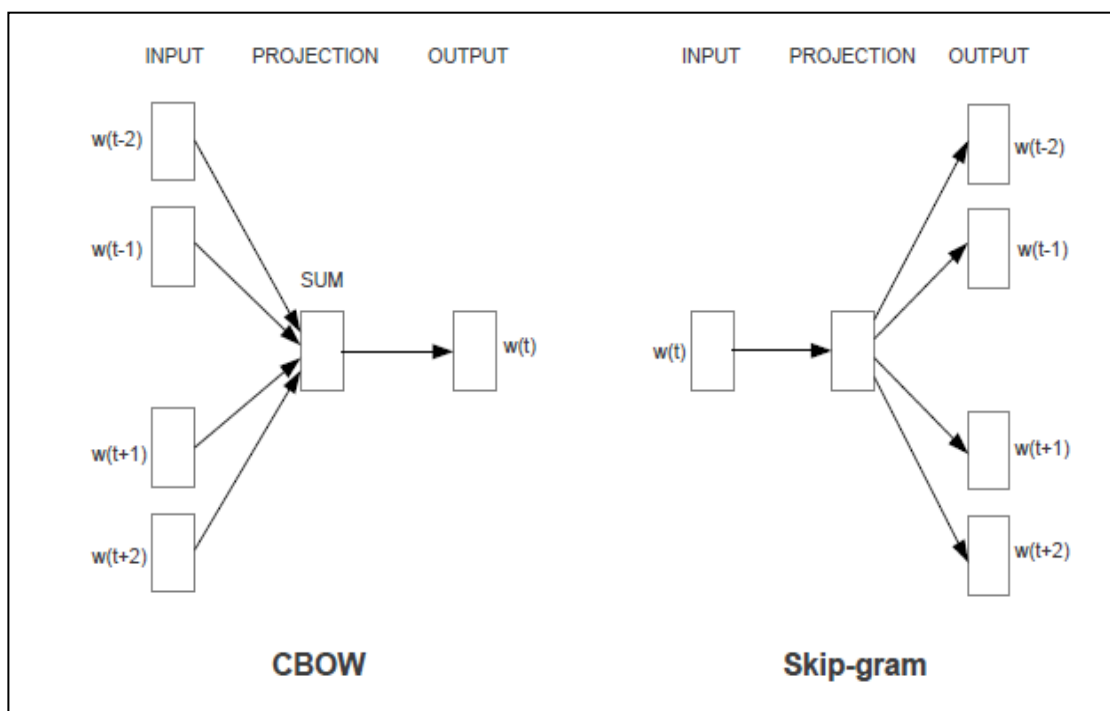 INPUT PROJECTION OUTPUT
w(t-2)
w(t-1)
SUM
w(t)
w(t+1)
w(t+2)
CBOW
INPUT PROJECTION OUTPUT
w(t-2)
w(t-1)
w(t)
w(t+1)
w(t+2)
Skip-gram